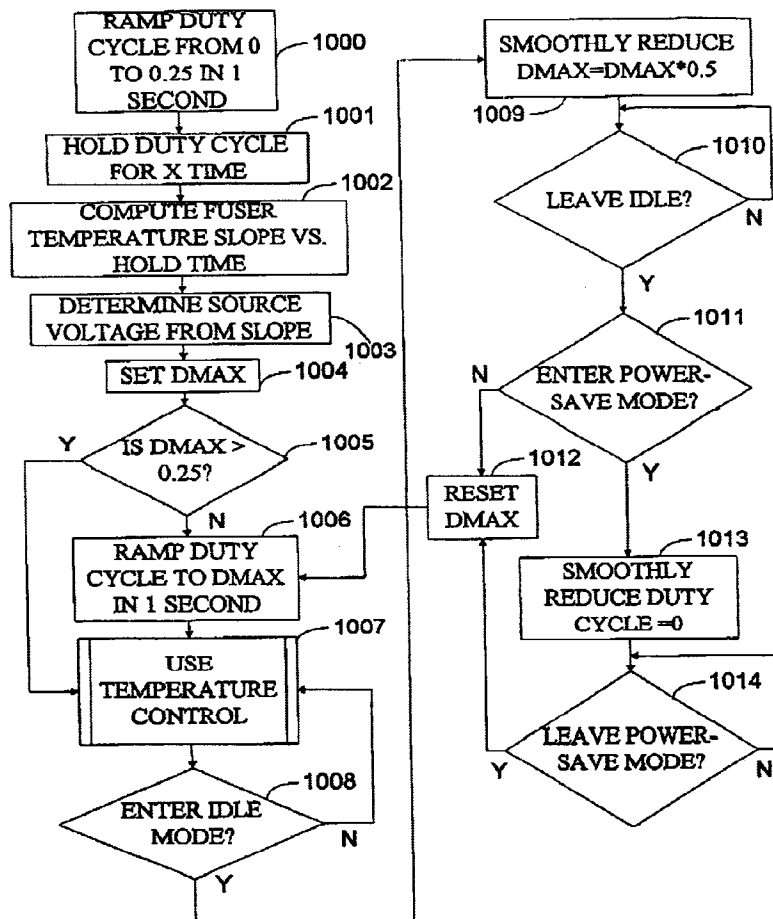 RAMP DUTY
CYCLE FROM 0
TO 0.25 IN 1
SECOND
1000
HOLD DUTY CYCLE
FOR X TIME
1001
COMPUTE FUSER
TEMPERATURE SLOPE VS.
HOLD TIME
1002
DETERMINE SOURCE
VOLTAGE FROM SLOPE
1003
SET DMAX
1004
IS DMAX >
0.25?
1005
Y
N
RAMP DUTY
CYCLE TO DMAX
IN 1 SECOND
1006
USE
TEMPERATURE
CONTROL
1007
ENTER IDLE
MODE?
1008
N
Y
SMOOTHLY REDUCE
DMAX=DMAX*0.5
1009
LEAVE IDLE?
1010
N
Y
ENTER POWER-
SAVE MODE?
1011
N
Y
RESET
DMAX
1012
SMOOTHLY
REDUCE DUTY
CYCLE =0
1013
LEAVE POWER-
SAVE MODE?
1014
Y
N